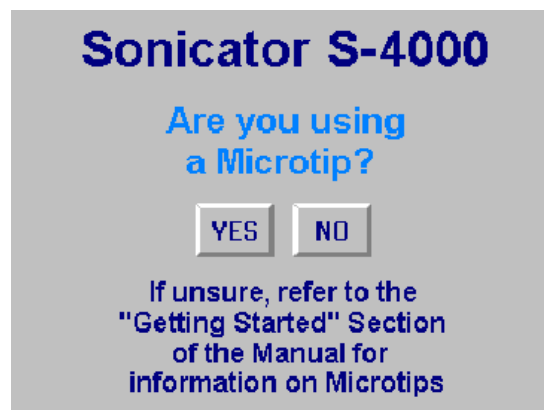 Sonicator S-4000
Are you using
a Microtip?
YES NO
If unsure, refer to the
"Getting Started" Section
of the Manual for
information on Microtips